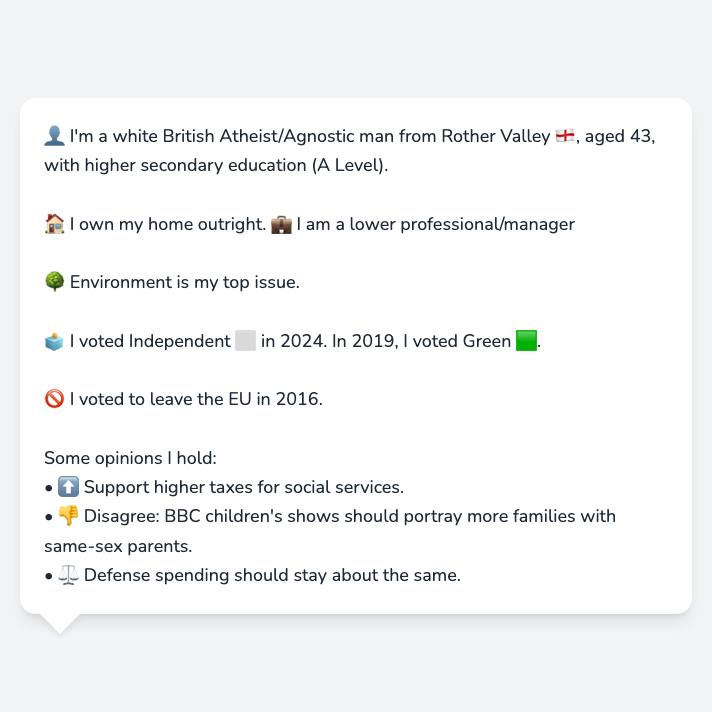 👤 I'm a white British Atheist/Agnostic man from Rother Valley 🏴󠁧󠁢󠁥󠁮󠁧󠁿, aged 43,
with higher secondary education (A Level).
🏠 I own my home outright. 💼 I am a lower professional/manager
🌳 Environment is my top issue.
🗳️ I voted Independent ⬜ in 2024. In 2019, I voted Green 🟩.
🚫 I voted to leave the EU in 2016.
Some opinions I hold:
• ⬆️ Support higher taxes for social services.
• 👎 Disagree: BBC children's shows should portray more families with
same-sex parents.
• ⚖️ Defense spending should stay about the same.